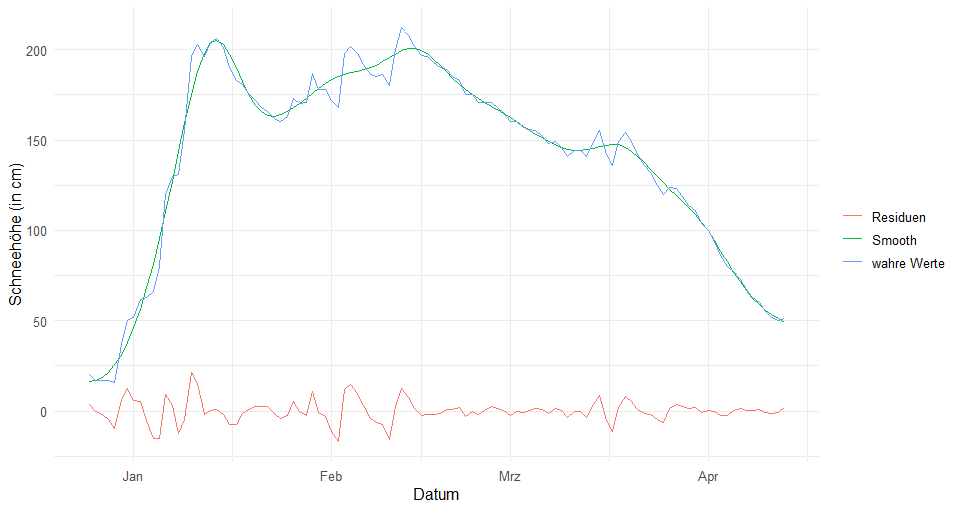 Schneehöhe (in cm)
200
150
100
50
0
Jan
Feb
Mrz
Apr
Datum
Residuen
Smooth
wahre Werte